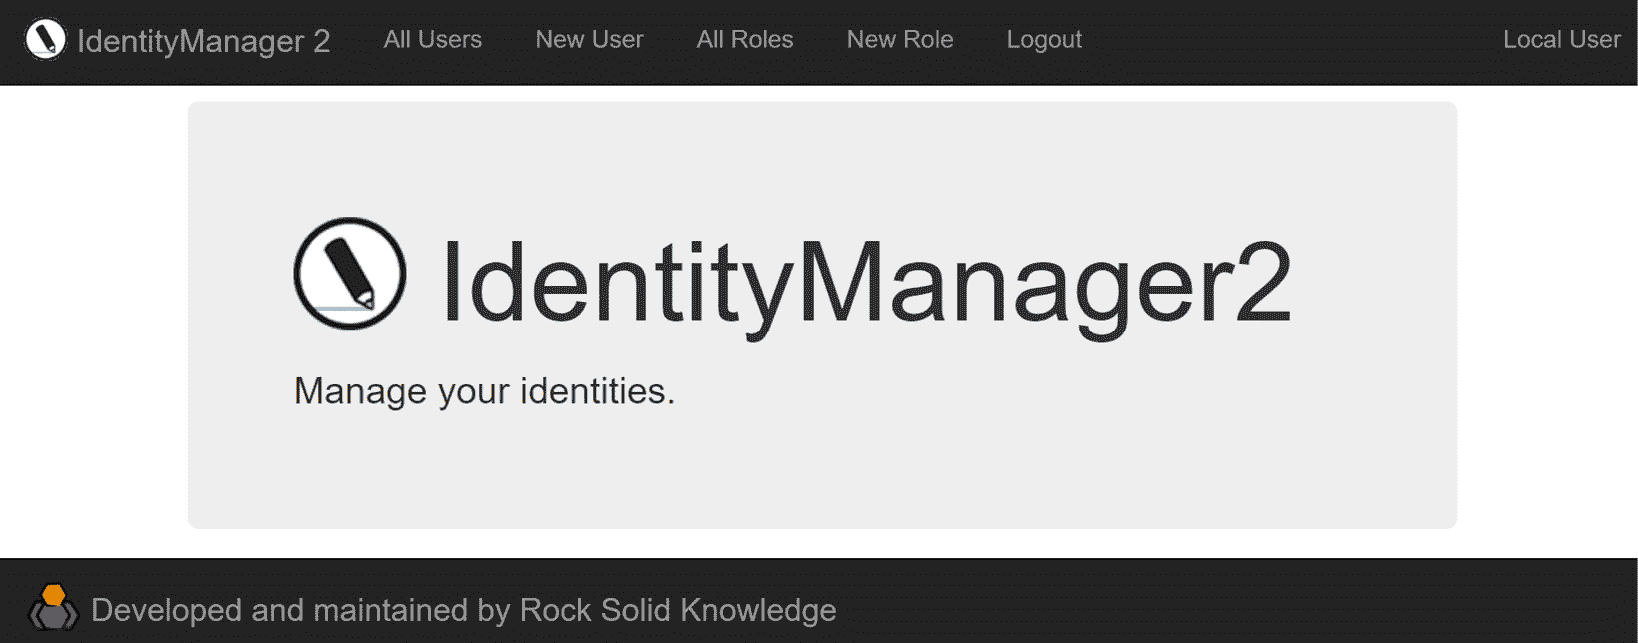 IdentityManager 2 All Users New User All Roles New Role Logout Local User
IdentityManager2
Manage your identities.
Developed and maintained by Rock Solid Knowledge